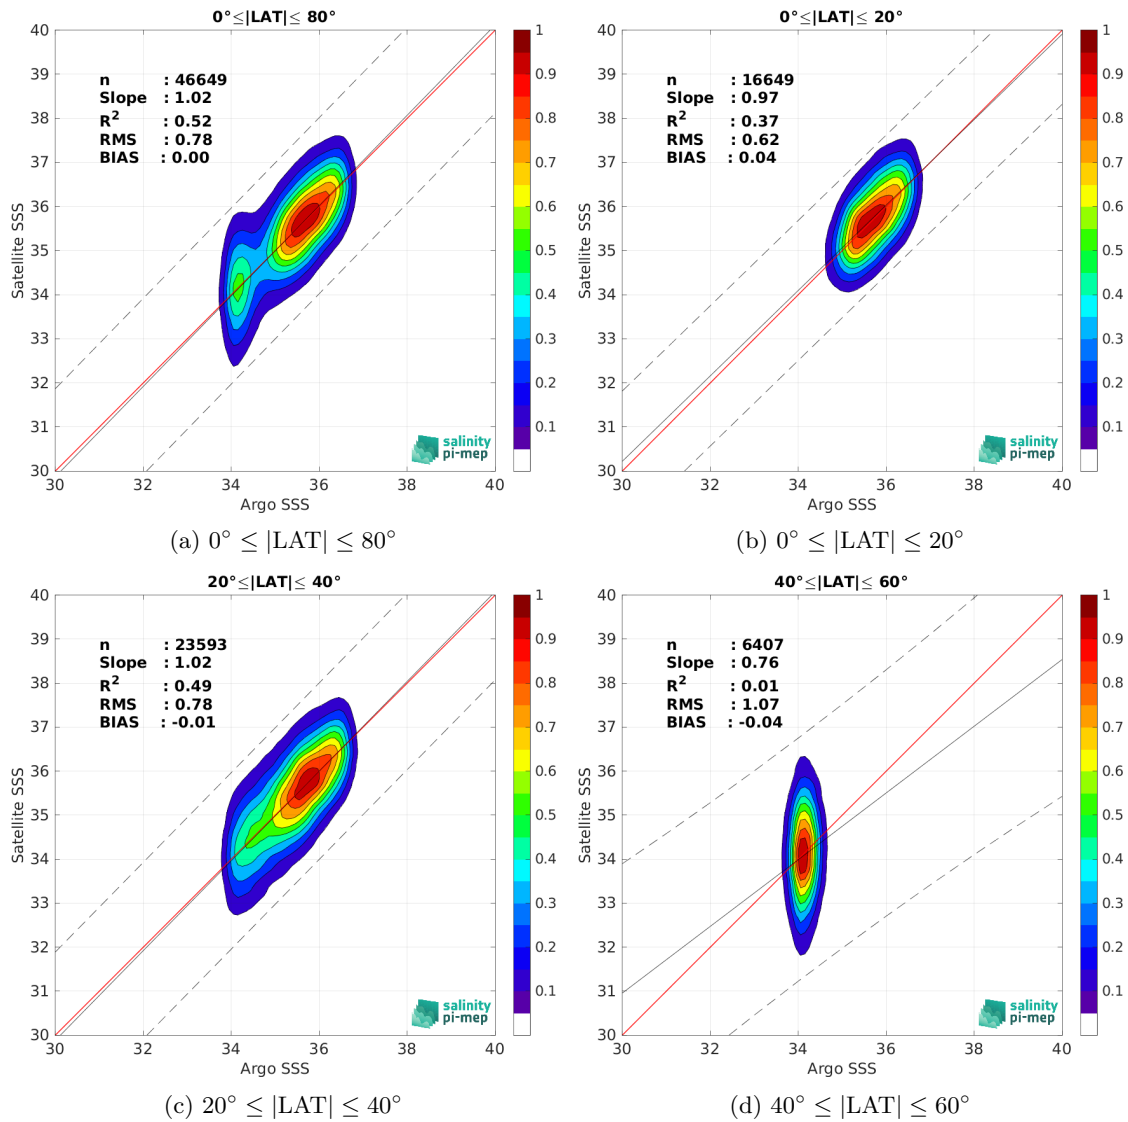 0°≤|LAT|≤ 80°
n : 46649
Slope : 1.02
R2 : 0.52
RMS : 0.78
BIAS : 0.00
40
39
38
37
36
35
34
33
32
31
30
30 32 34 36 38 40
Satellite SSS
Argo SSS
salinity
pi-mep
1
0.9
0.8
0.7
0.6
0.5
0.4
0.3
0.2
0.1
(a) 0° ≤ |LAT| ≤ 80°
0°≤|LAT|≤ 20°
n : 16649
Slope : 0.97
R2 : 0.37
RMS : 0.62
BIAS : 0.04
40
39
38
37
36
35
34
33
32
31
30
30 32 34 36 38 40
Satellite SSS
Argo SSS
salinity
pi-mep
1
0.9
0.8
0.7
0.6
0.5
0.4
0.3
0.2
0.1
(b) 0° ≤ |LAT| ≤ 20°
20°≤|LAT|≤ 40°
n : 23593
Slope : 1.02
R2 : 0.49
RMS : 0.78
BIAS : -0.01
40
39
38
37
36
35
34
33
32
31
30
30 32 34 36 38 40
Satellite SSS
Argo SSS
salinity
pi-mep
1
0.9
0.8
0.7
0.6
0.5
0.4
0.3
0.2
0.1
(c) 20° ≤ |LAT| ≤ 40°
40°≤|LAT|≤ 60°
n : 6407
Slope : 0.76
R2 : 0.01
RMS : 1.07
BIAS : -0.04
40
39
38
37
36
35
34
33
32
31
30
30 32 34 36 38 40
Satellite SSS
Argo SSS
salinity
pi-mep
1
0.9
0.8
0.7
0.6
0.5
0.4
0.3
0.2
0.1
(d) 40° ≤ |LAT| ≤ 60°